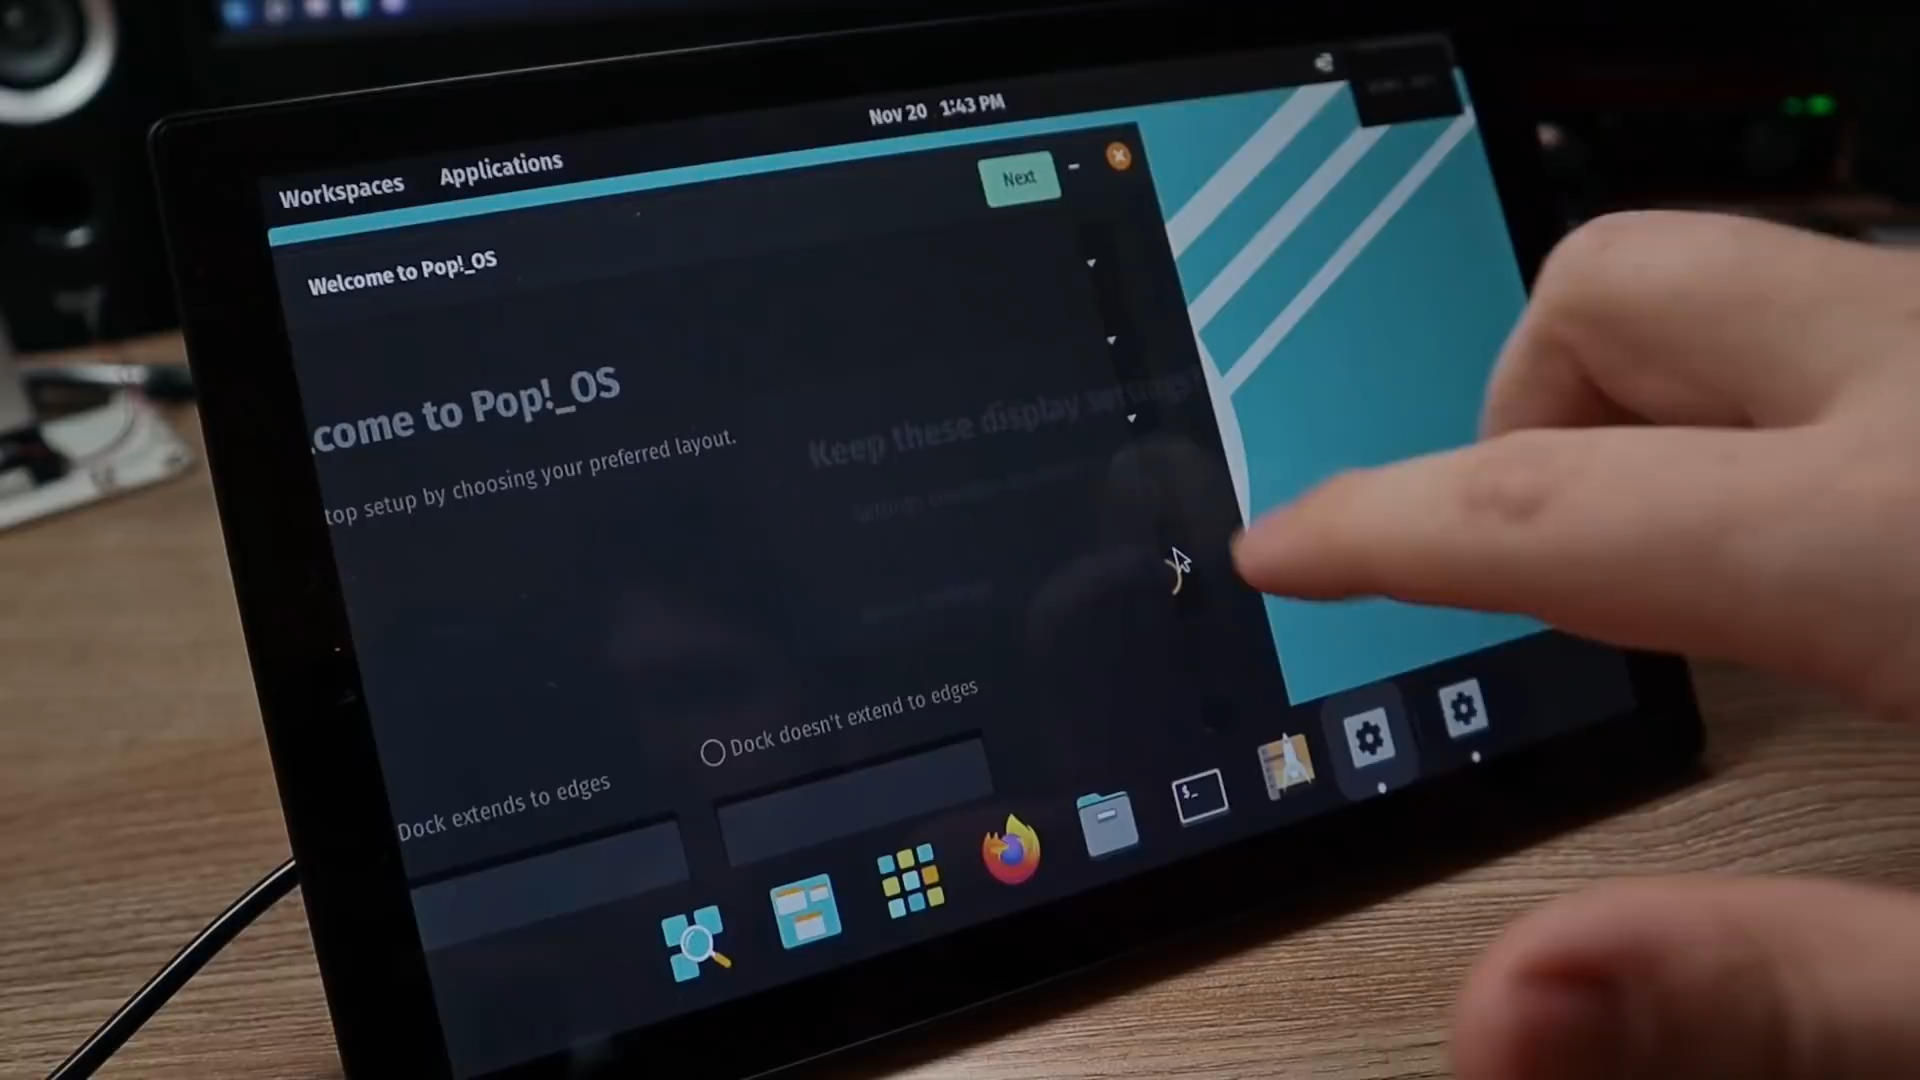 Nov 20 1:43 PM
Workspaces Applications
Next
Welcome to Pop!_OS
come to Pop!_OS
Keep these display settings?
top setup by choosing your preferred layout.
Dock doesn't extend to edges
Dock extends to edges
$_